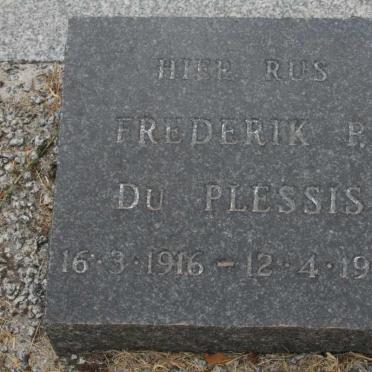 HIER RUS
FREDERIK P.
DU PLESSIS
16·3·1916 – 12·4·19